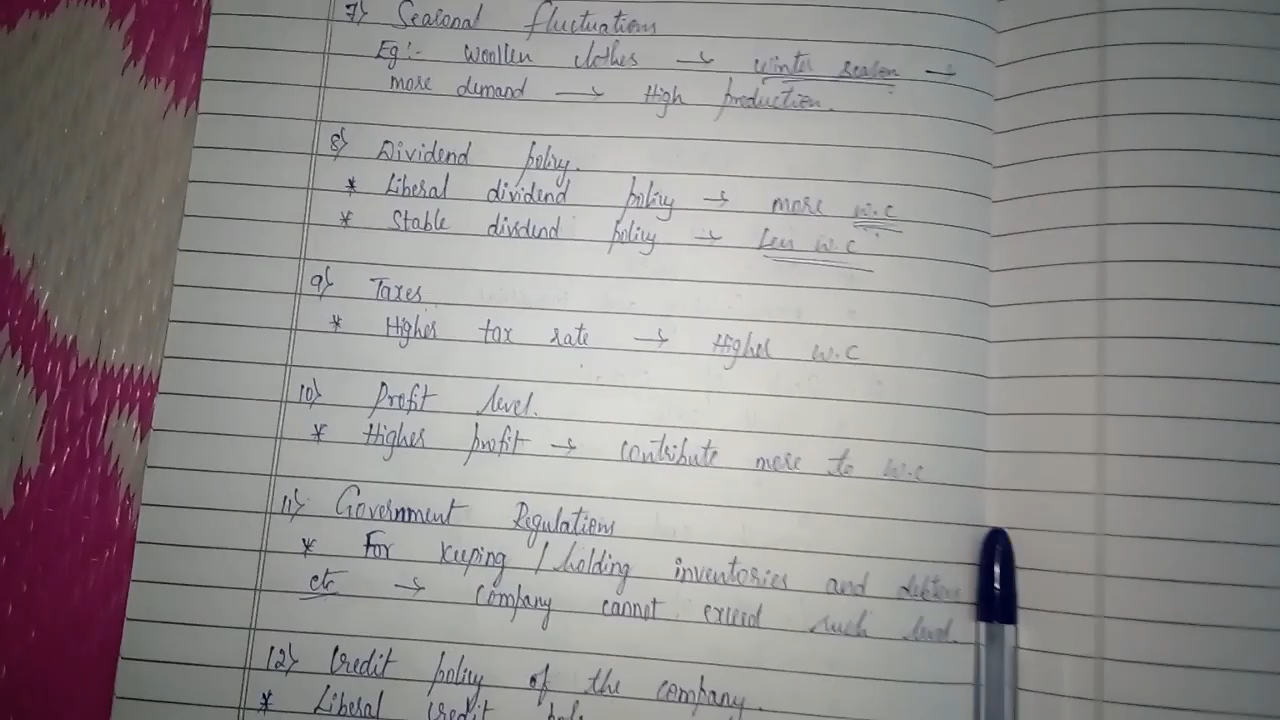 7) Seasonal Fluctuations
Eg:- Woollen clothes → winter season →
more demand → High production.
8) Dividend policy.
* Liberal dividend policy → more w.c
* Stable dividend policy → Less w.c
9) Taxes
* Higher tax rate → Higher w.c
10) Profit level.
* Higher profit → contribute more to w.c
11) Government Regulations
* For keeping / holding inventories and debtors
etc → Company cannot exceed such level.
12) Credit policy of the company.
* Liberal credit